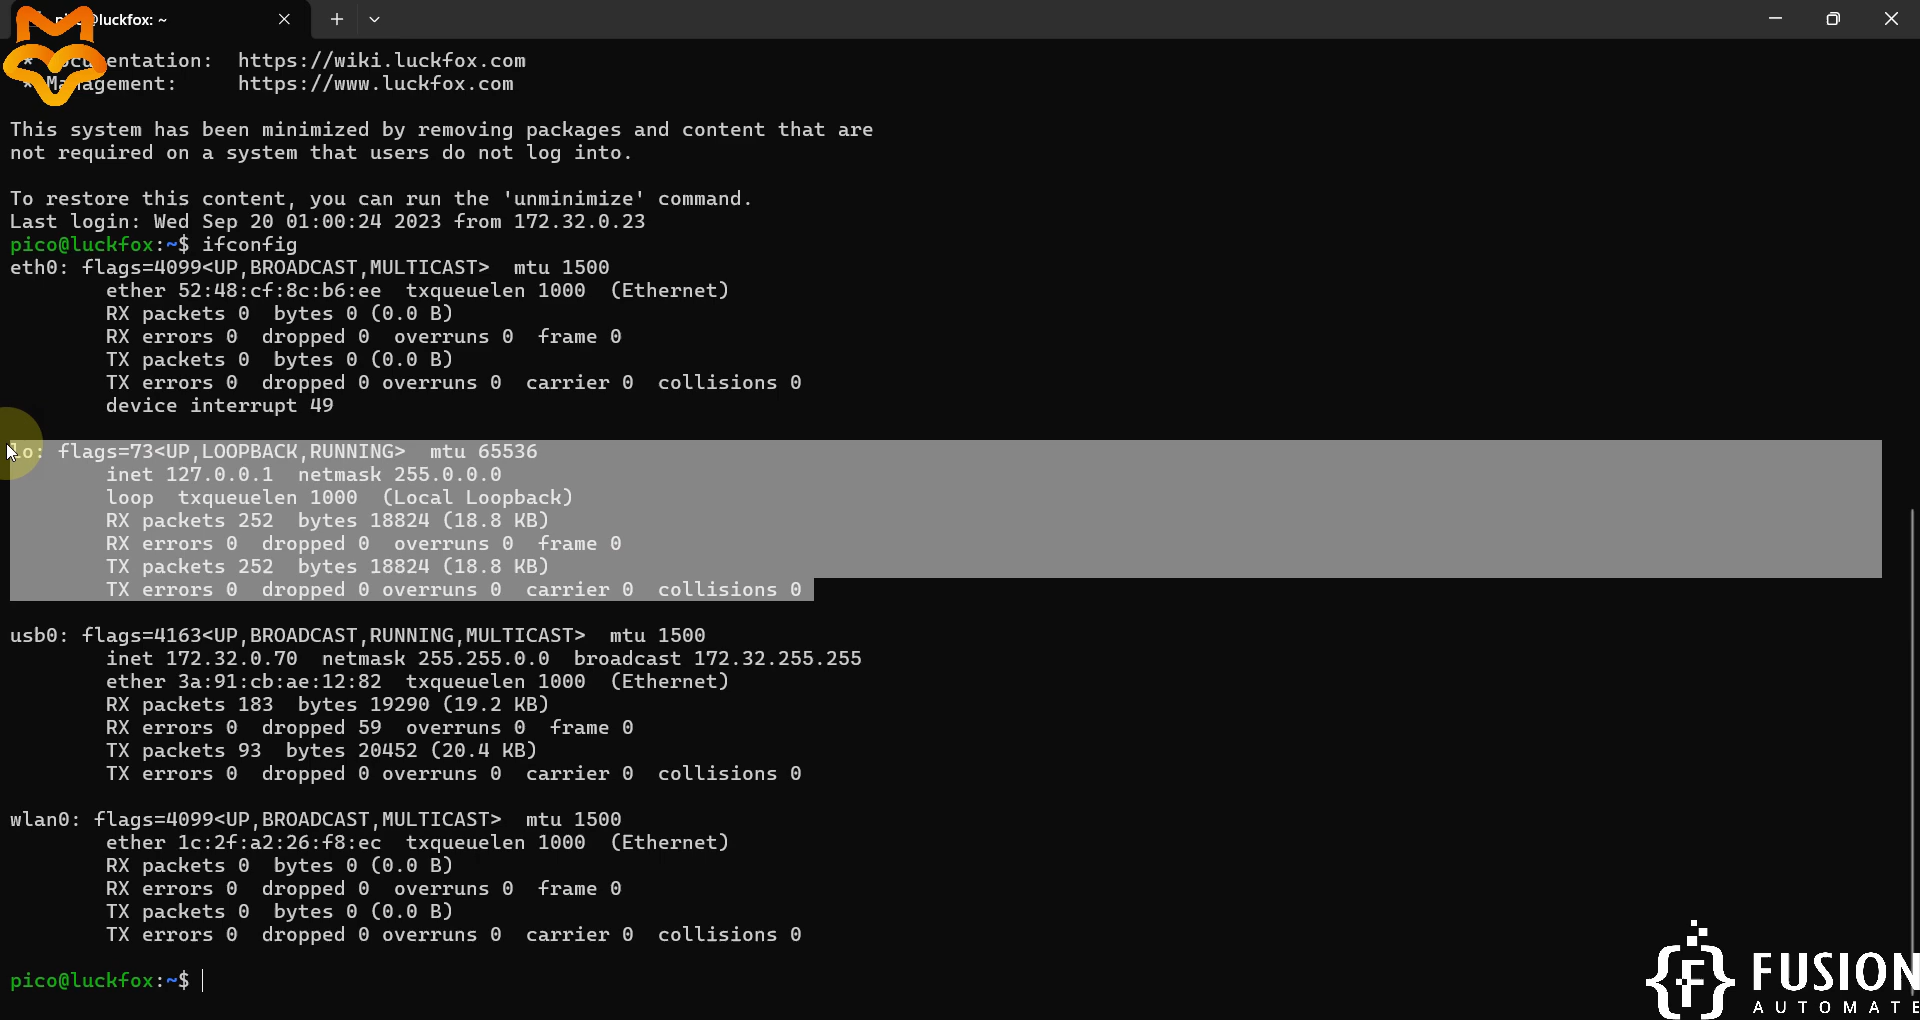 luckfox: ~
entation:  https://wiki.luckfox.com
* Management:     https://www.luckfox.com
This system has been minimized by removing packages and content that are
not required on a system that users do not log into.
To restore this content, you can run the 'unminimize' command.
Last login: Wed Sep 20 01:00:24 2023 from 172.32.0.23
pico@luckfox:~$ ifconfig
eth0: flags=4099<UP,BROADCAST,MULTICAST>  mtu 1500
        ether 52:48:cf:8c:b6:ee  txqueuelen 1000  (Ethernet)
        RX packets 0  bytes 0 (0.0 B)
        RX errors 0  dropped 0  overruns 0  frame 0
        TX packets 0  bytes 0 (0.0 B)
        TX errors 0  dropped 0 overruns 0  carrier 0  collisions 0
        device interrupt 49
lo: flags=73<UP,LOOPBACK,RUNNING>  mtu 65536
        inet 127.0.0.1  netmask 255.0.0.0
        loop  txqueuelen 1000  (Local Loopback)
        RX packets 252  bytes 18824 (18.8 KB)
        RX errors 0  dropped 0  overruns 0  frame 0
        TX packets 252  bytes 18824 (18.8 KB)
        TX errors 0  dropped 0 overruns 0  carrier 0  collisions 0
usb0: flags=4163<UP,BROADCAST,RUNNING,MULTICAST>  mtu 1500
        inet 172.32.0.70  netmask 255.255.0.0  broadcast 172.32.255.255
        ether 3a:91:cb:ae:12:82  txqueuelen 1000  (Ethernet)
        RX packets 183  bytes 19290 (19.2 KB)
        RX errors 0  dropped 59  overruns 0  frame 0
        TX packets 93  bytes 20452 (20.4 KB)
        TX errors 0  dropped 0 overruns 0  carrier 0  collisions 0
wlan0: flags=4099<UP,BROADCAST,MULTICAST>  mtu 1500
        ether 1c:2f:a2:26:f8:ec  txqueuelen 1000  (Ethernet)
        RX packets 0  bytes 0 (0.0 B)
        RX errors 0  dropped 0  overruns 0  frame 0
        TX packets 0  bytes 0 (0.0 B)
        TX errors 0  dropped 0 overruns 0  carrier 0  collisions 0
pico@luckfox:~$
{F} FUSION
AUTOMATE